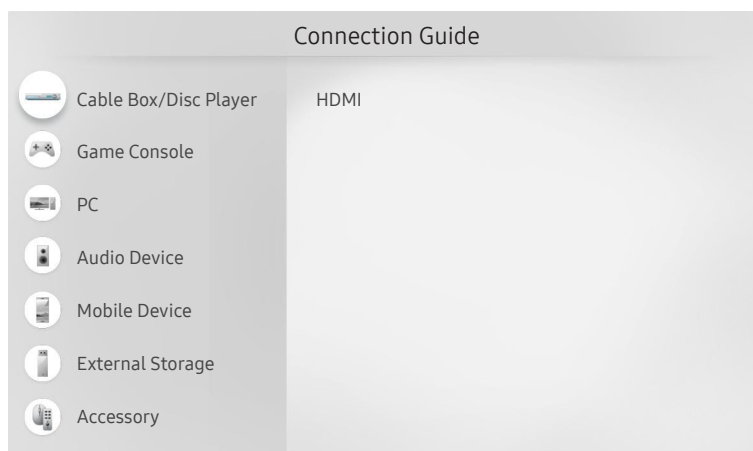 Connection Guide
Cable Box/Disc Player
HDMI
Game Console
PC
Audio Device
Mobile Device
External Storage
Accessory